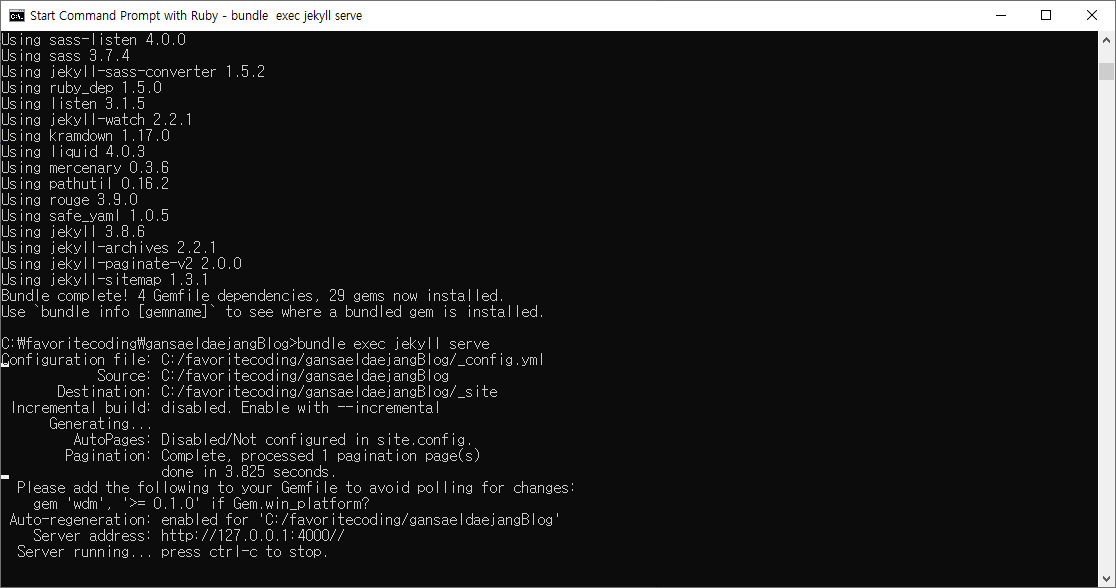 Start Command Prompt with Ruby - bundle  exec jekyll serve
Using sass-listen 4.0.0
Using sass 3.7.4
Using jekyll-sass-converter 1.5.2
Using ruby_dep 1.5.0
Using listen 3.1.5
Using jekyll-watch 2.2.1
Using kramdown 1.17.0
Using liquid 4.0.3
Using mercenary 0.3.6
Using pathutil 0.16.2
Using rouge 3.9.0
Using safe_yaml 1.0.5
Using jekyll 3.8.6
Using jekyll-archives 2.2.1
Using jekyll-paginate-v2 2.0.0
Using jekyll-sitemap 1.3.1
Bundle complete! 4 Gemfile dependencies, 29 gems now installed.
Use `bundle info [gemname]` to see where a bundled gem is installed.
C:₩favoritecoding₩gansaeldaejangBlog>bundle exec jekyll serve
Configuration file: C:/favoritecoding/gansaeldaejangBlog/_config.yml
Source: C:/favoritecoding/gansaeldaejangBlog
Destination: C:/favoritecoding/gansaeldaejangBlog/_site
Incremental build: disabled. Enable with --incremental
Generating...
AutoPages: Disabled/Not configured in site.config.
Pagination: Complete, processed 1 pagination page(s)
done in 3.825 seconds.
Please add the following to your Gemfile to avoid polling for changes:
gem 'wdm', '>= 0.1.0' if Gem.win_platform?
Auto-regeneration: enabled for 'C:/favoritecoding/gansaeldaejangBlog'
Server address: http://127.0.0.1:4000//
Server running... press ctrl-c to stop.